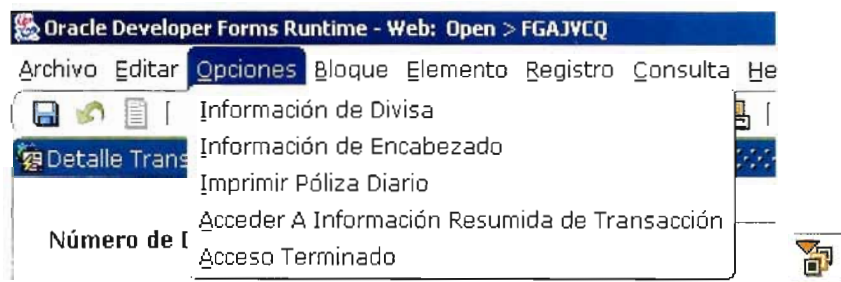 Oracle Developer Forms Runtime - Web: Open > FGAJVCQ
Archivo Editar Opciones Bloque Elemento Registro Consulta He
Información de Divisa
Información de Encabezado
Detalle Trans
Imprimir Póliza Diario
Acceder A Información Resumida de Transacción
Número de
Acceso Terminado